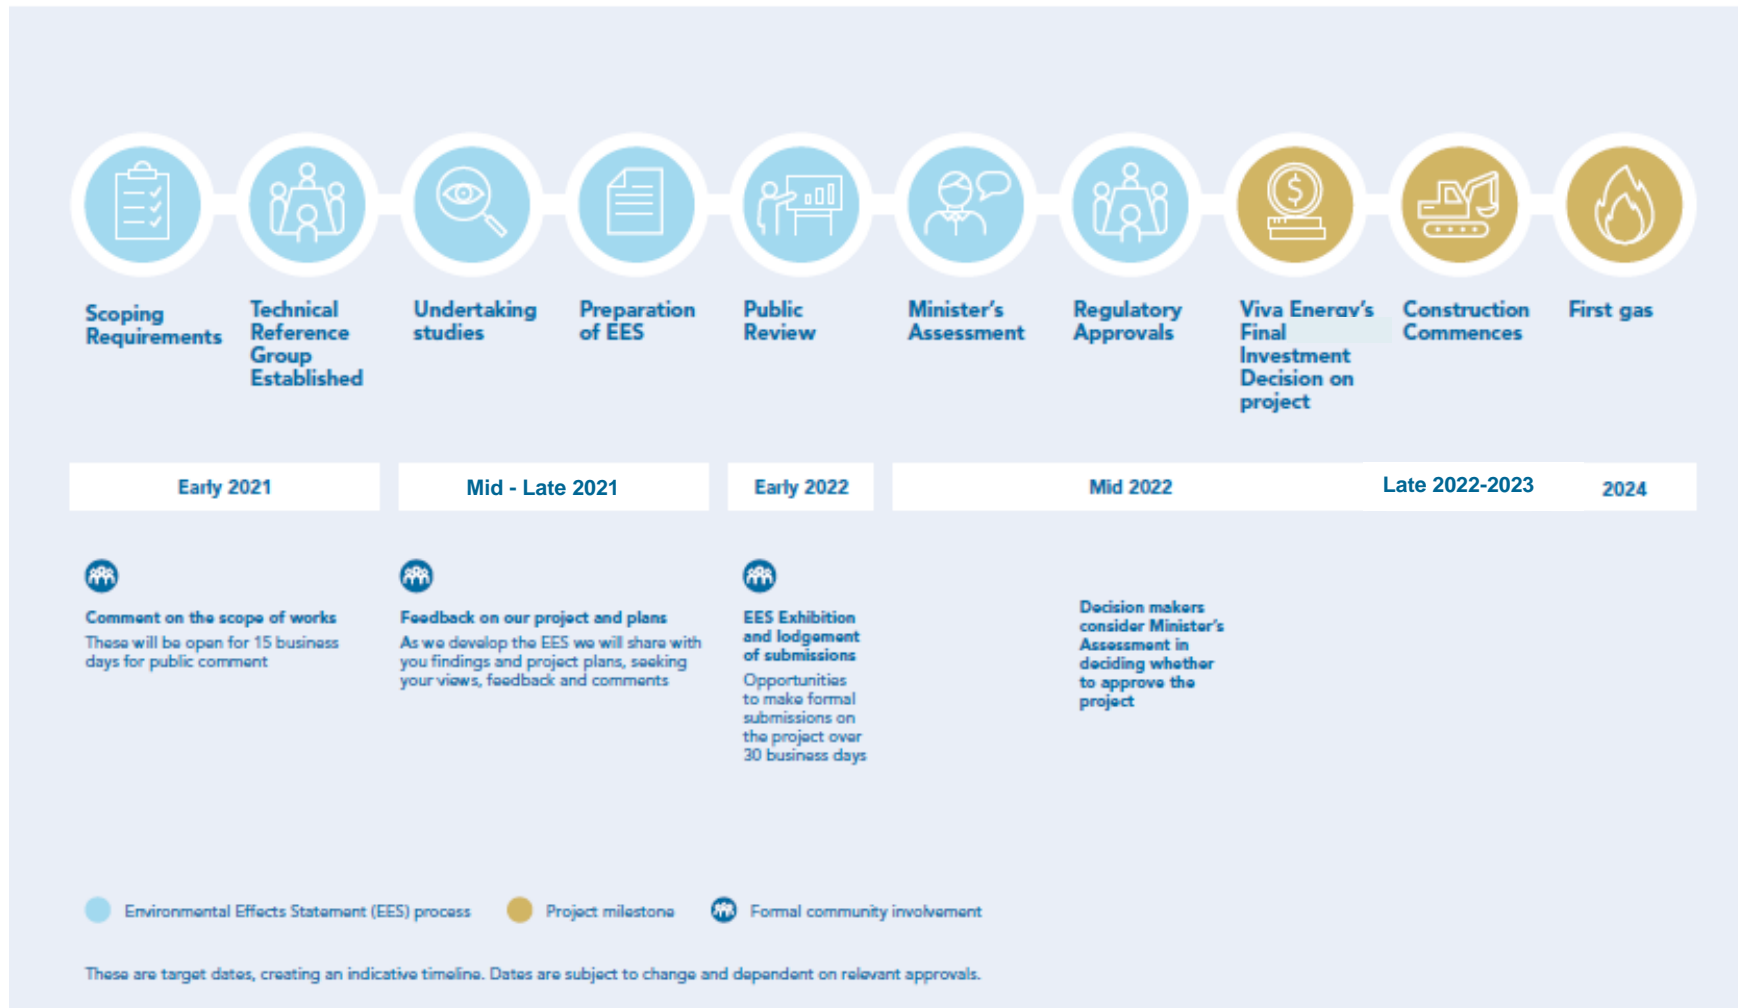 Scoping
Requirements
Technical
Reference
Group
Established
Undertaking
studies
Preparation
of EES
Public
Review
Minister's
Assessment
Regulatory
Approvals
Viva Energy's
Final
Investment
Decision on
project
Construction
Commences
First gas
Early 2021
Mid - Late 2021
Early 2022
Mid 2022
Late 2022-2023
2024
Comment on the scope of works
These will be open for 15 business
days for public comment
Feedback on our project and plans
As we develop the EES we will share with
you findings and project plans, seeking
your views, feedback and comments
EES Exhibition
and lodgement
of submissions
Opportunities
to make formal
submissions on
the project over
30 business days
Decision makers
consider Minister's
Assessment in
deciding whether
to approve the
project
Environmental Effects Statement (EES) process
Project milestone
Formal community involvement
These are target dates, creating an indicative timeline. Dates are subject to change and dependent on relevant approvals.